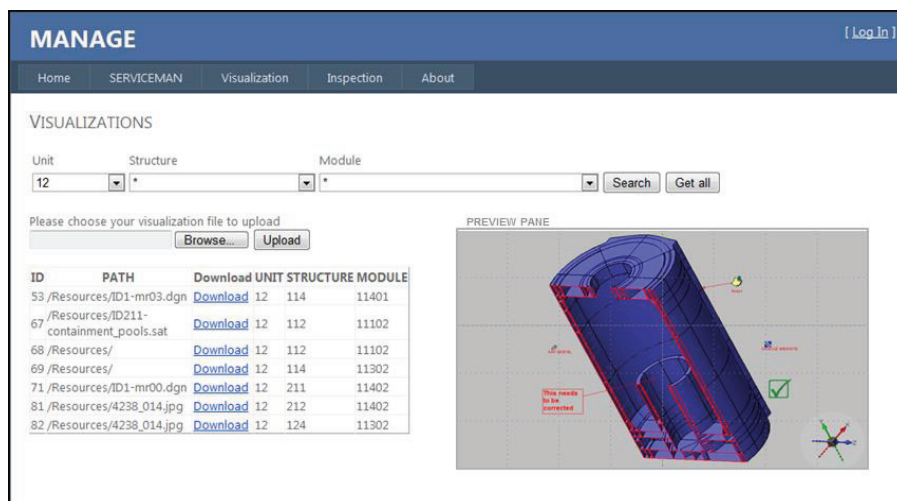 MANAGE
[ Log In ]
Home SERVICEMAN Visualization Inspection About
VISUALIZATIONS
Unit Structure Module
12 * * Search Get all
Please choose your visualization file to upload
Browse... Upload
PREVIEW PANE
ID PATH Download UNIT STRUCTURE MODULE
53 /Resources/ID1-mr03.dgn Download 12 114 11401
67 /Resources/ID211-containment_pools.sat Download 12 112 11102
68 /Resources/ Download 12 112 11102
69 /Resources/ Download 12 114 11302
71 /Resources/ID1-mr00.dgn Download 12 211 11402
81 /Resources/4238_014.jpg Download 12 212 11402
82 /Resources/4238_014.jpg Download 12 124 11302
This needs
to be
corrected